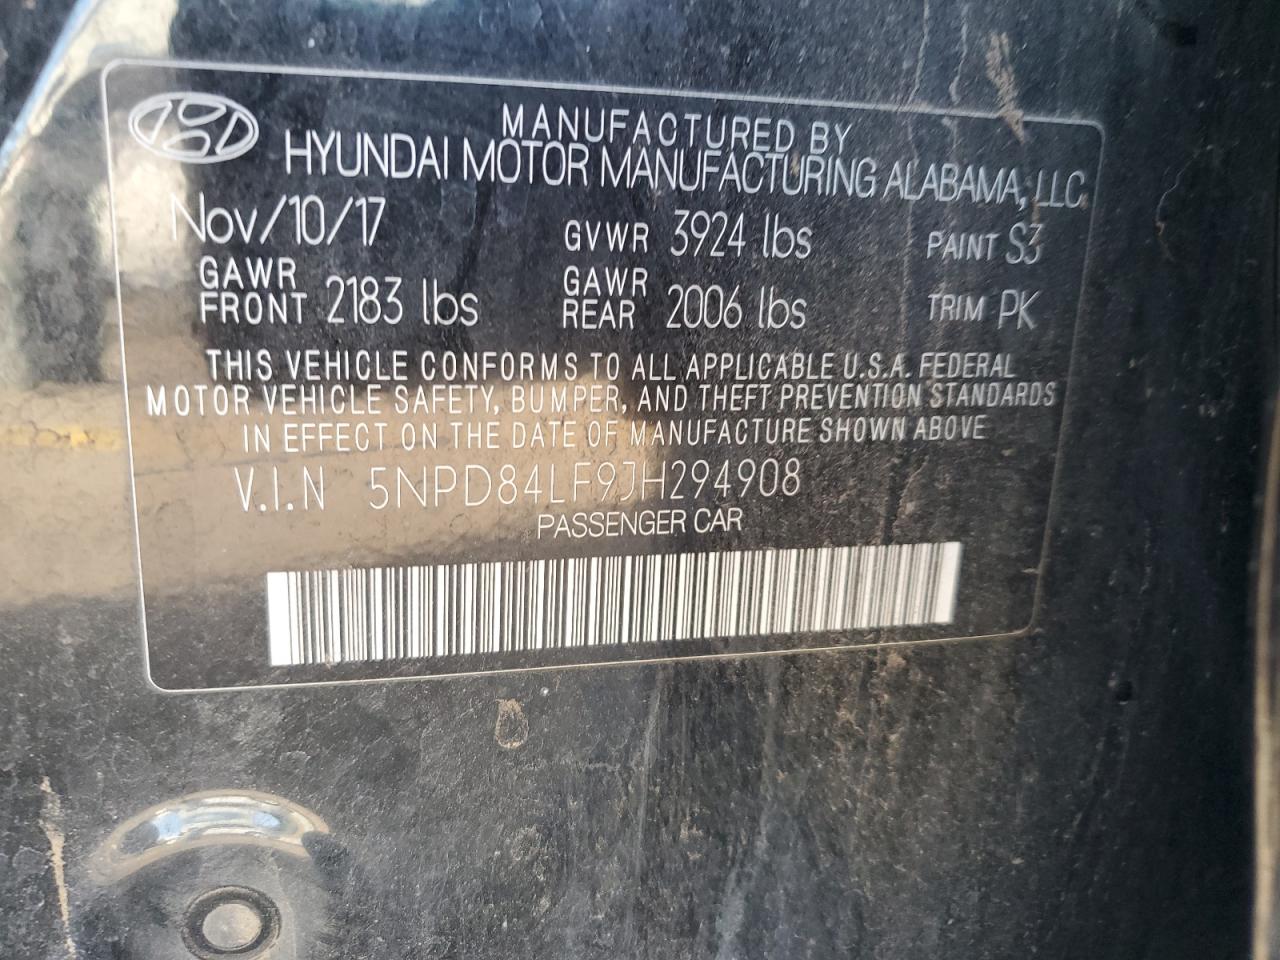 MANUFACTURED BY
HYUNDAI MOTOR MANUFACTURING ALABAMA, LLC
Nov/10/17 GVWR 3924 lbs PAINT S3
GAWR FRONT 2183 lbs GAWR REAR 2006 lbs TRIM PK
THIS VEHICLE CONFORMS TO ALL APPLICABLE U.S.A. FEDERAL
MOTOR VEHICLE SAFETY, BUMPER, AND THEFT PREVENTION STANDARDS
IN EFFECT ON THE DATE OF MANUFACTURE SHOWN ABOVE
V.I.N 5NPD84LF9JH294908
PASSENGER CAR